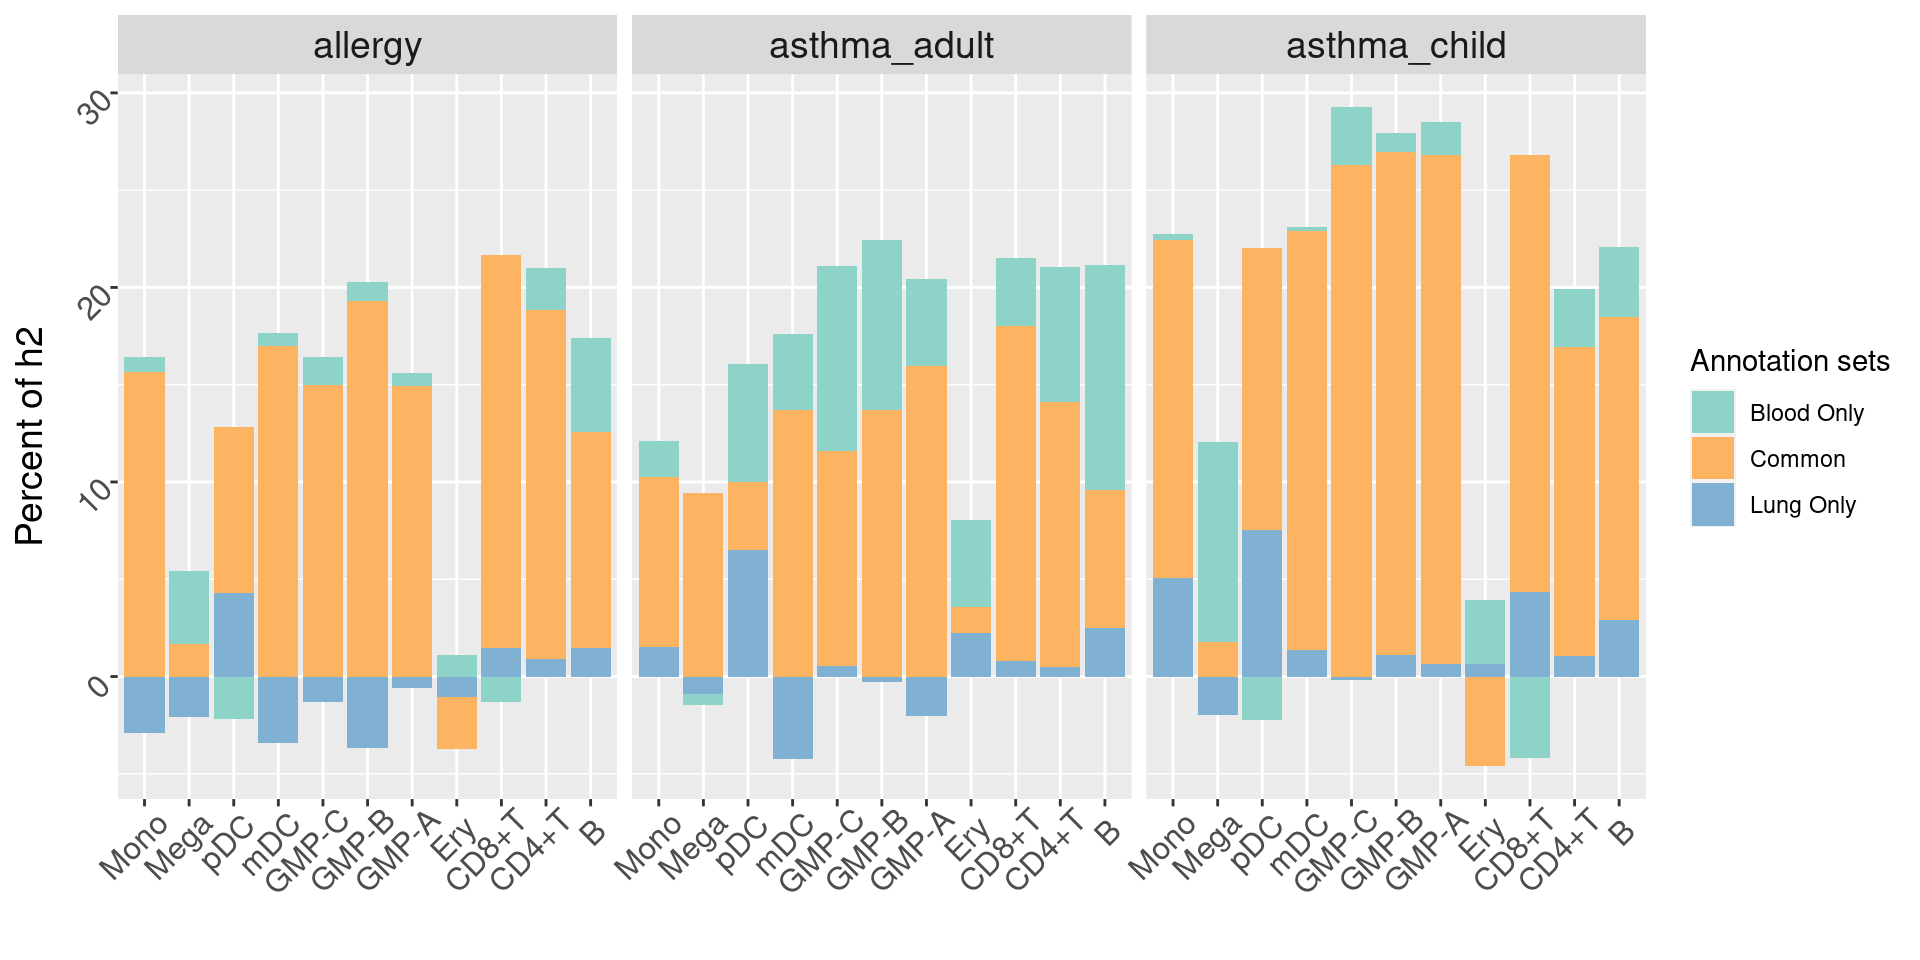 allergy asthma_adult asthma_child
Percent of h2
30
20
10
0
Mono Mega pDC mDC GMP-C GMP-B GMP-A Ery CD8+T CD4+T B
Mono Mega pDC mDC GMP-C GMP-B GMP-A Ery CD8+T CD4+T B
Mono Mega pDC mDC GMP-C GMP-B GMP-A Ery CD8+T CD4+T B
Annotation sets
Blood Only
Common
Lung Only